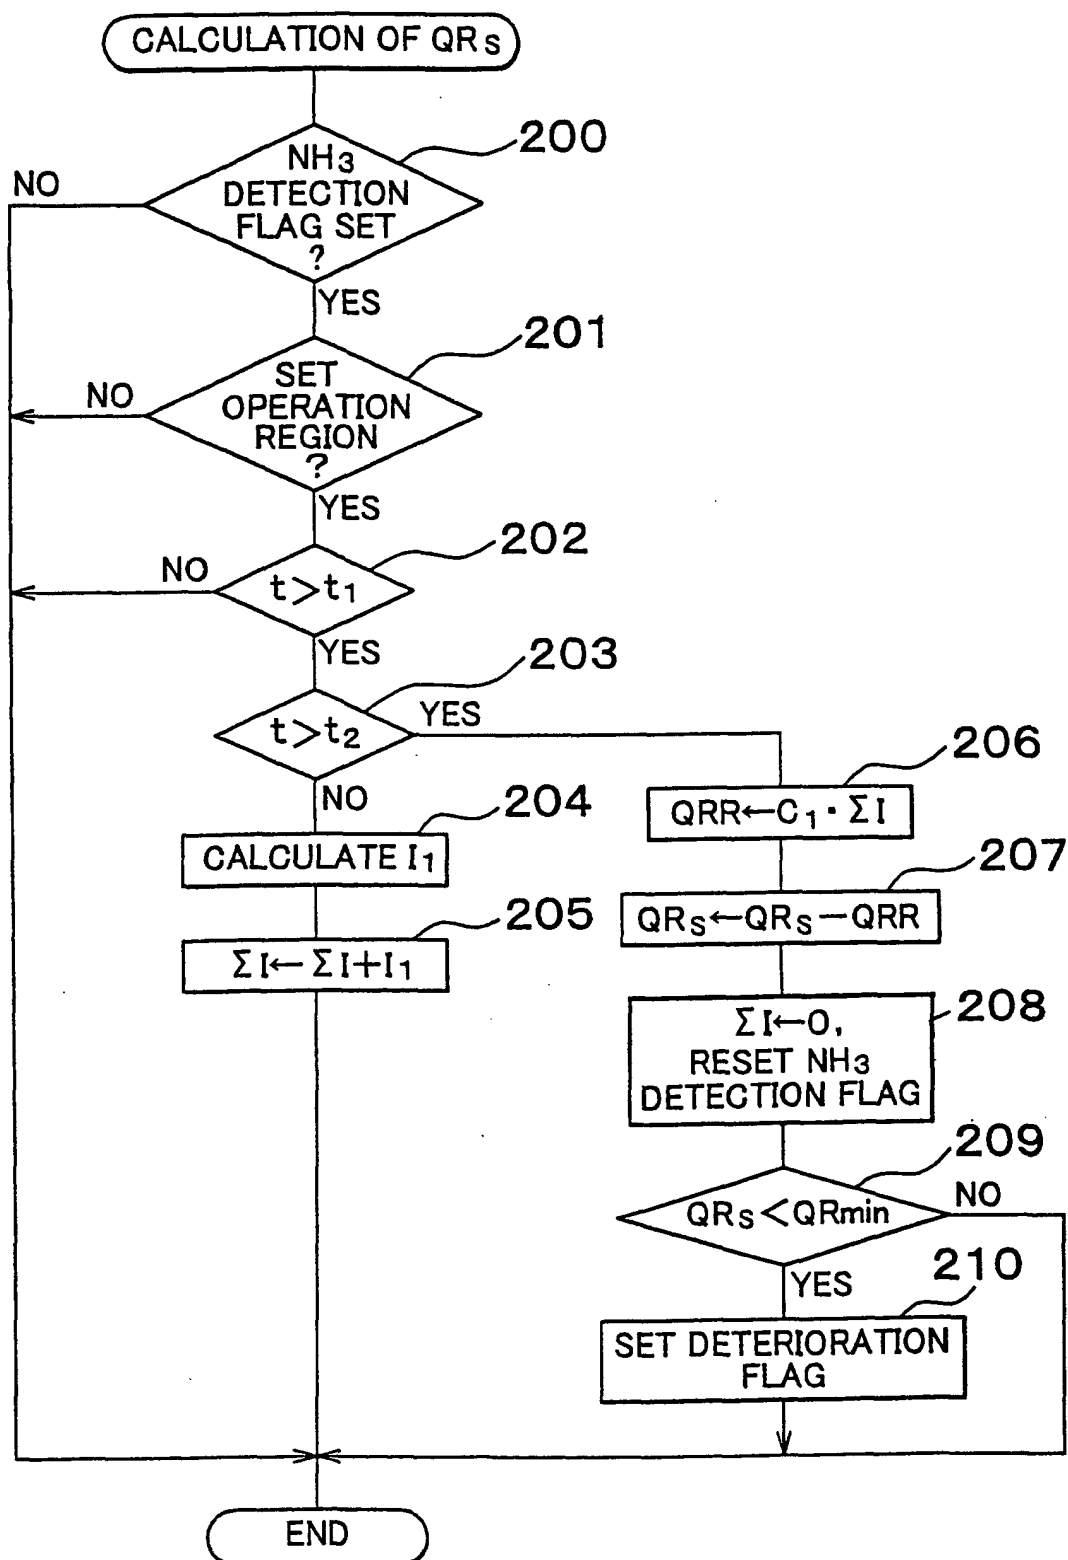 CALCULATION OF QRS
200
NH3
DETECTION
FLAG SET
?
NO
YES
201
SET
OPERATION
REGION
?
NO
YES
202
t>t1
NO
YES
203
t>t2
YES
NO
204
CALCULATE I1
205
ΣI←ΣI+I1
206
QRR←C1·ΣI
207
QRS←QRS−QRR
208
ΣI←0,
RESET NH3
DETECTION FLAG
209
QRS<QRmin
NO
YES
210
SET DETERIORATION
FLAG
END